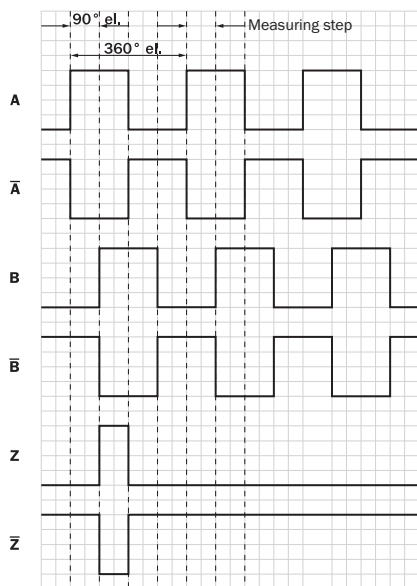 90° el.
Measuring step
360° el.
A
A̅
B
B̅
Z
Z̅